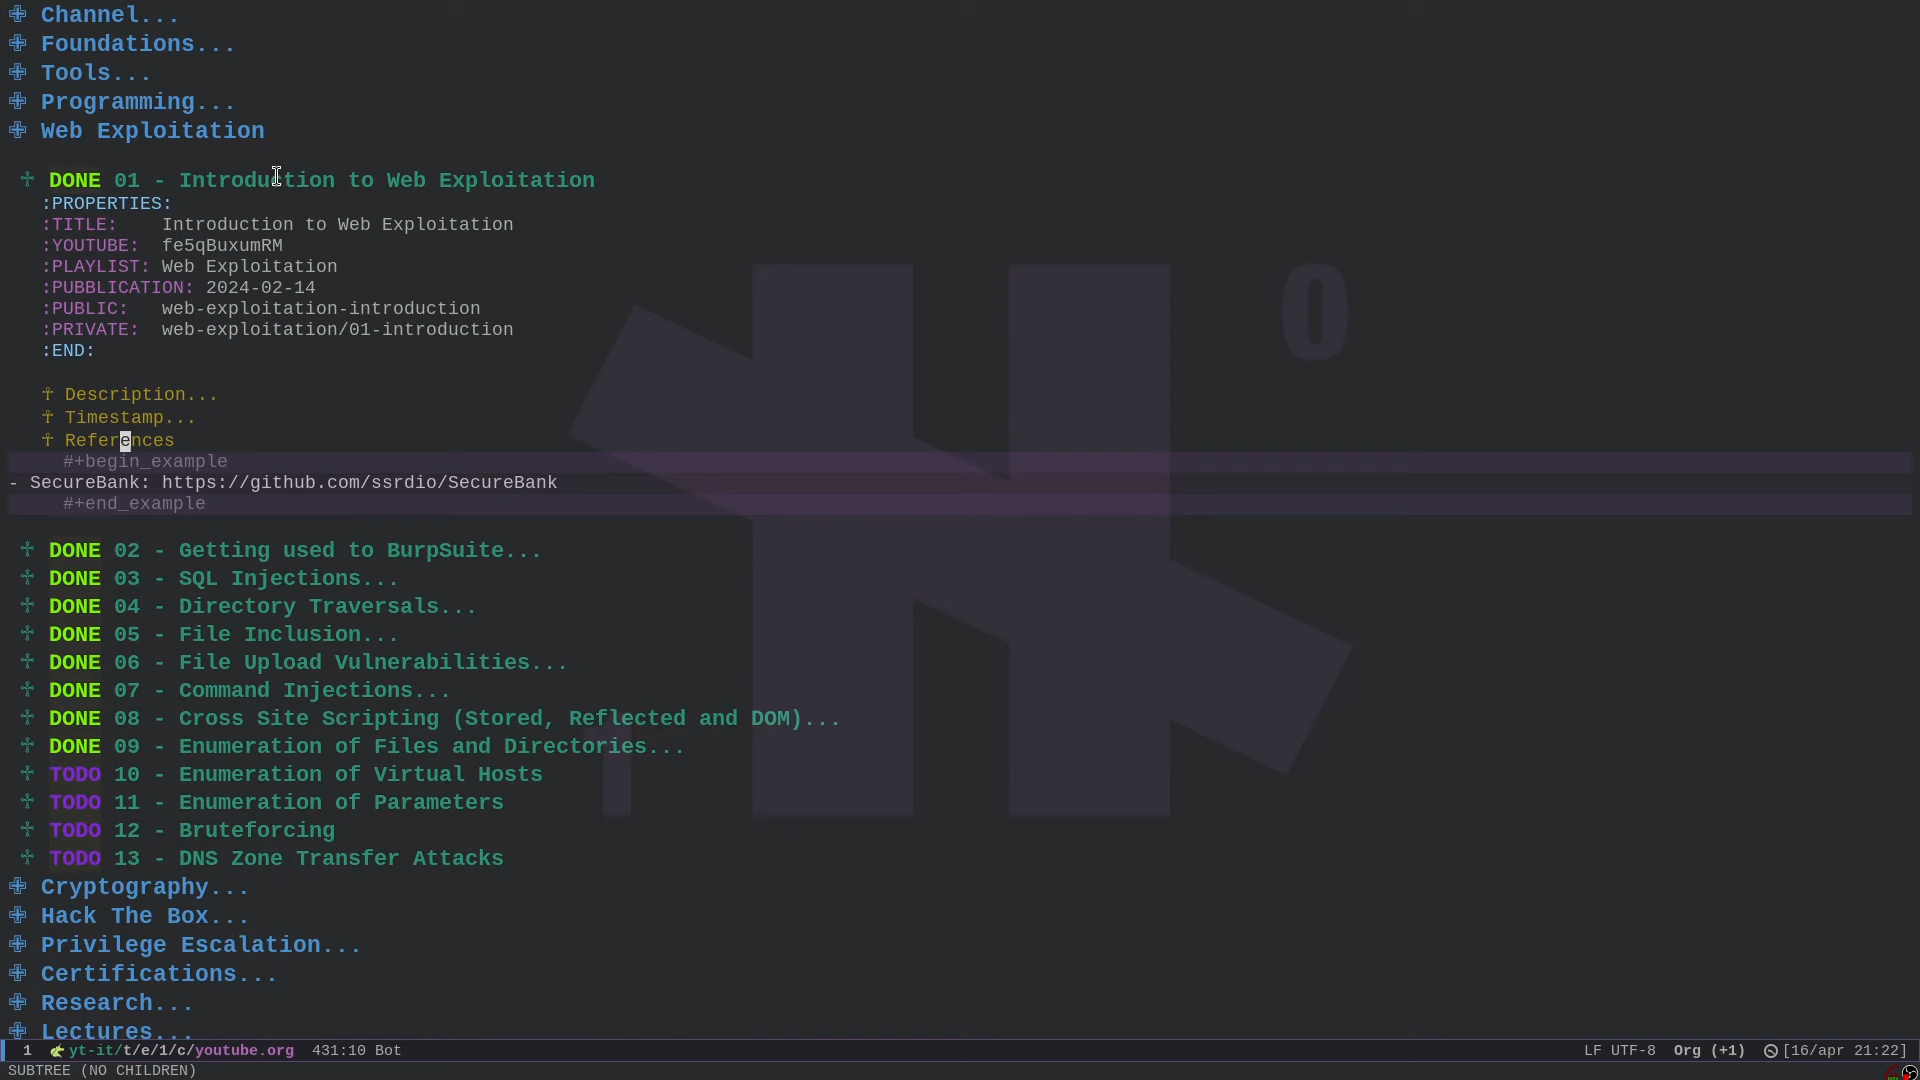 Channel...
Foundations...
Tools...
Programming...
Web Exploitation
DONE 01 - Introduction to Web Exploitation
:PROPERTIES:
:TITLE: Introduction to Web Exploitation
:YOUTUBE: fe5qBuxumRM
:PLAYLIST: Web Exploitation
:PUBBLICATION: 2024-02-14
:PUBLIC: web-exploitation-introduction
:PRIVATE: web-exploitation/01-introduction
:END:
Description...
Timestamp...
References
#+begin_example
- SecureBank: https://github.com/ssrdio/SecureBank
#+end_example
DONE 02 - Getting used to BurpSuite...
DONE 03 - SQL Injections...
DONE 04 - Directory Traversals...
DONE 05 - File Inclusion...
DONE 06 - File Upload Vulnerabilities...
DONE 07 - Command Injections...
DONE 08 - Cross Site Scripting (Stored, Reflected and DOM)...
DONE 09 - Enumeration of Files and Directories...
TODO 10 - Enumeration of Virtual Hosts
TODO 11 - Enumeration of Parameters
TODO 12 - Bruteforcing
TODO 13 - DNS Zone Transfer Attacks
Cryptography...
Hack The Box...
Privilege Escalation...
Certifications...
Research...
Lectures...
1 yt-it/t/e/1/c/youtube.org 431:10 Bot LF UTF-8 Org (+1) [16/apr 21:22]
SUBTREE (NO CHILDREN)